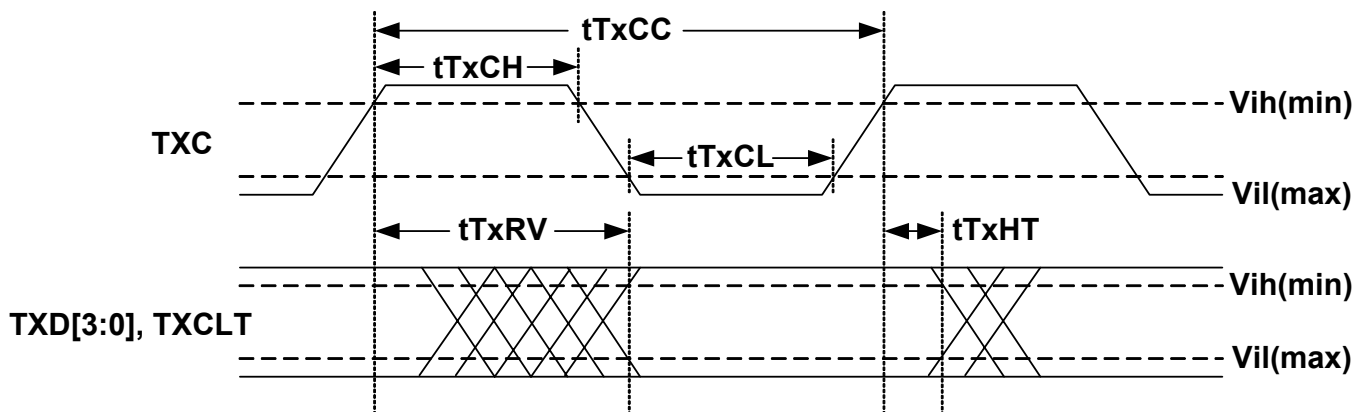 tTxCC
tTxCH
Vih(min)
TXC
tTxCL
Vil(max)
tTxRV
tTxHT
Vih(min)
TXD[3:0], TXCLT
Vil(max)